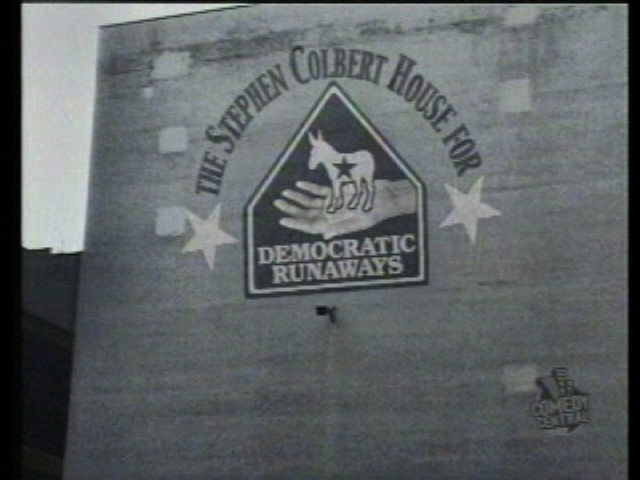 THE STEPHEN COLBERT HOUSE FOR
DEMOCRATIC
RUNAWAYS
COMEDY
CENTRAL